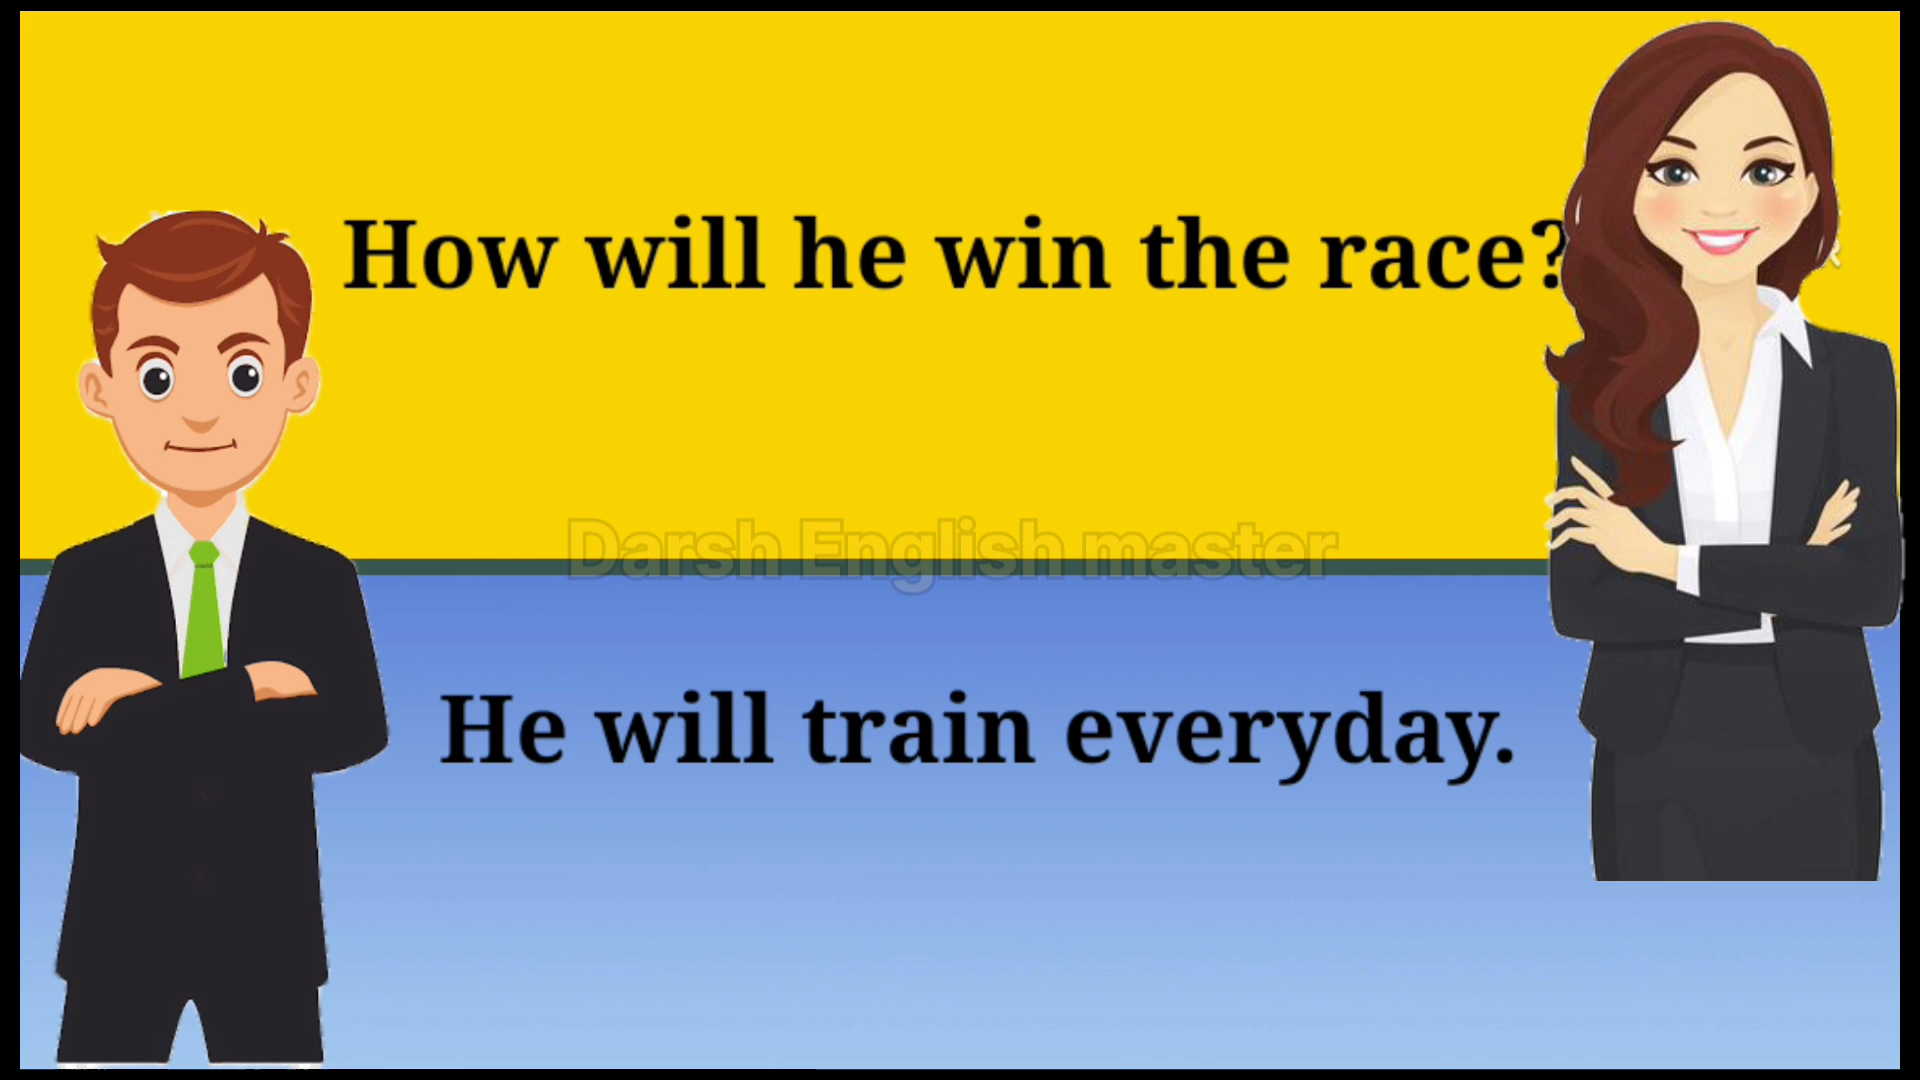 How will he win the race?
Darsh English master
He will train everyday.